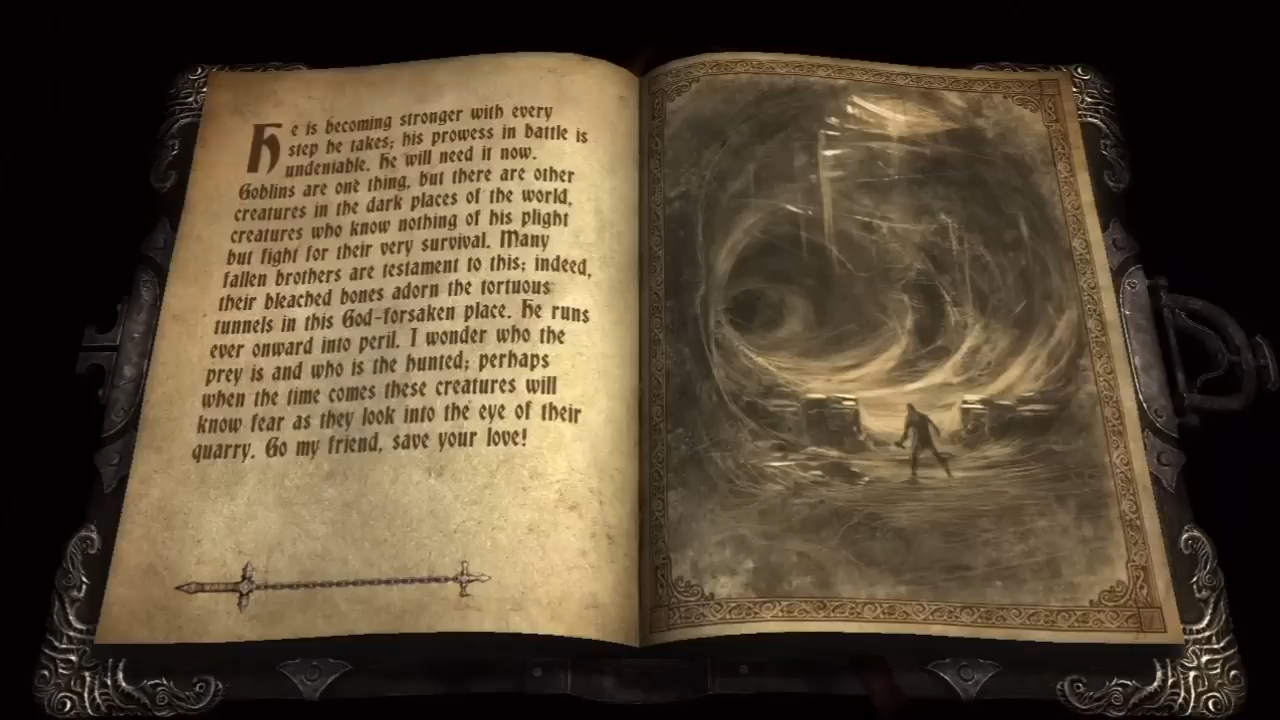 He is becoming stronger with every
step he takes; his prowess in battle is
undeniable. He will need it now.
Goblins are one thing, but there are other
creatures in the dark places of the world,
creatures who know nothing of his plight
but fight for their very survival. Many
fallen brothers are testament to this; indeed,
their bleached bones adorn the tortuous
tunnels in this God-forsaken place. He runs
ever onward into peril. I wonder who the
prey is and who is the hunted; perhaps
when the time comes these creatures will
know fear as they look into the eye of their
quarry. Go my friend, save your love!